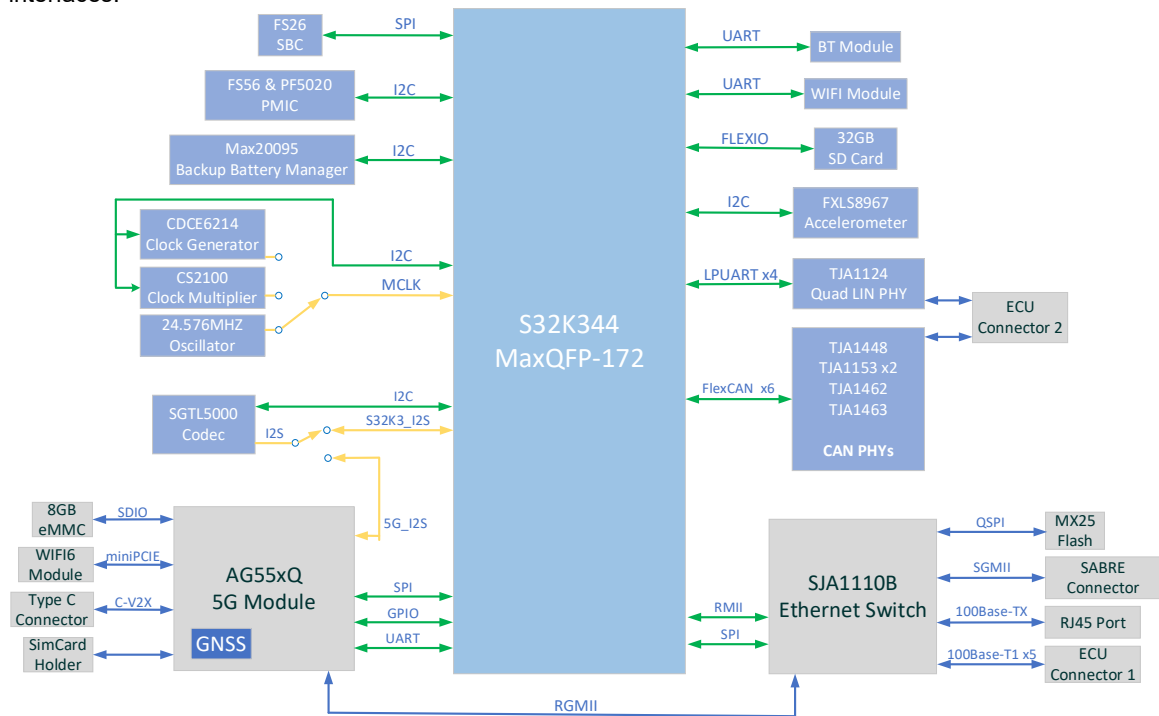 FS26
SBC
SPI
FS56 & PF5020
PMIC
I2C
Max20095
Backup Battery Manager
I2C
CDCE6214
Clock Generator
CS2100
Clock Multiplier
24.576MHZ
Oscillator
I2C
MCLK
SGTL5000
Codec
I2C
I2S
S32K3_I2S
5G_I2S
S32K344
MaxQFP-172
UART
BT Module
UART
WIFI Module
FLEXIO
32GB
SD Card
I2C
FXLS8967
Accelerometer
LPUART x4
TJA1124
Quad LIN PHY
ECU
Connector 2
FlexCAN x6
TJA1448
TJA1153 x2
TJA1462
TJA1463
CAN PHYs
8GB
eMMC
SDIO
WIFI6
Module
miniPCIE
Type C
Connector
C-V2X
SimCard
Holder
AG55xQ
5G Module
GNSS
SPI
GPIO
UART
RMII
SPI
SJA1110B
Ethernet Switch
QSPI
MX25
Flash
SGMII
SABRE
Connector
100Base-TX
RJ45 Port
100Base-T1 x5
ECU
Connector 1
RGMII